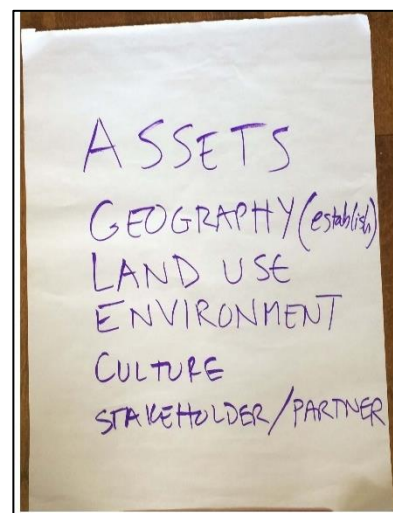 ASSETS
GEOGRAPHY (establish)
LAND USE
ENVIRONMENT
CULTURE
STAKEHOLDER/PARTNER